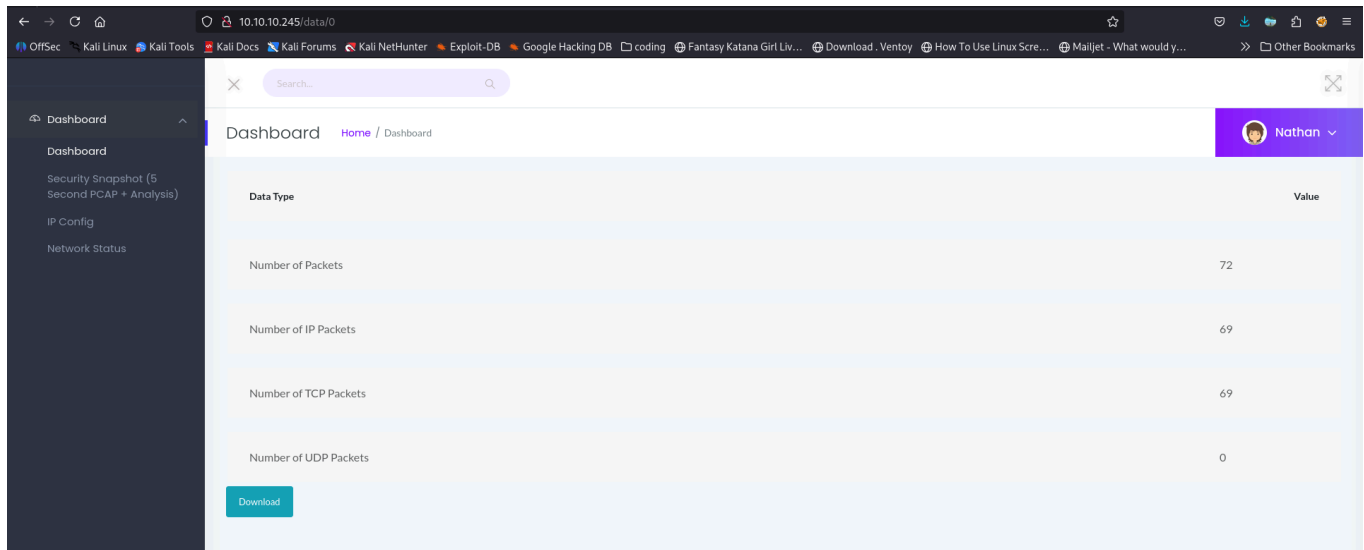 10.10.10.245/data/0
OffSec Kali Linux Kali Tools Kali Docs Kali Forums Kali NetHunter Exploit-DB Google Hacking DB coding Fantasy Katana Girl Liv... Download . Ventoy How To Use Linux Scre... Mailjet - What would y... Other Bookmarks
Search...
Dashboard
Dashboard Home / Dashboard
Nathan
Dashboard
Security Snapshot (5
Second PCAP + Analysis)
IP Config
Network Status
Data Type Value
Number of Packets 72
Number of IP Packets 69
Number of TCP Packets 69
Number of UDP Packets 0
Download